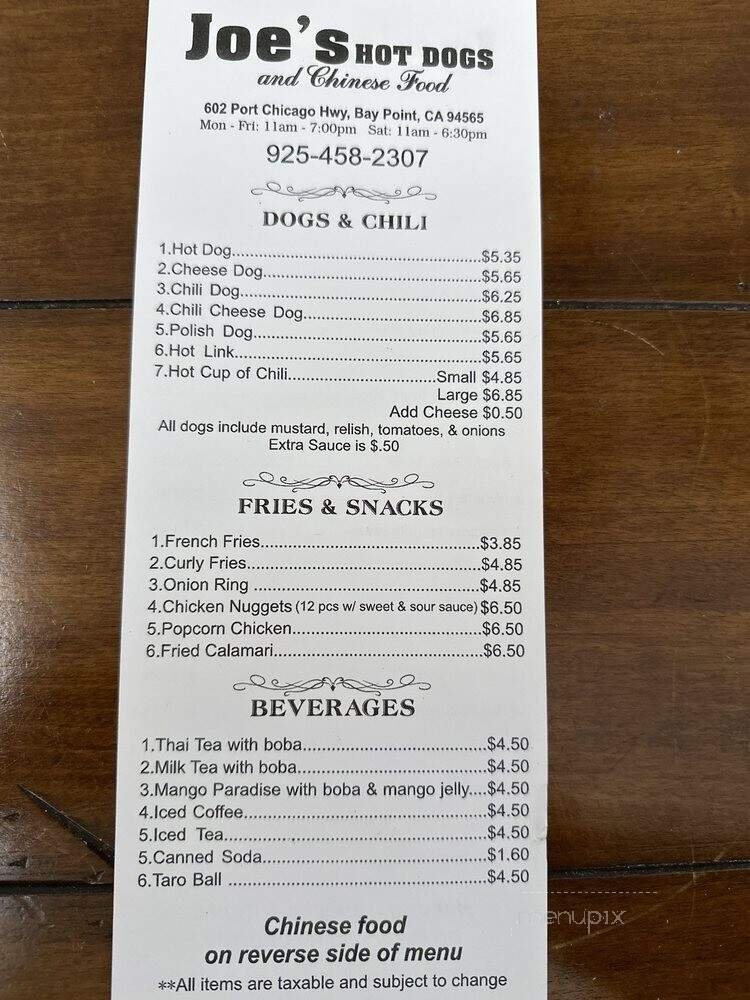 Joe's HOT DOGS
and Chinese Food
602 Port Chicago Hwy, Bay Point, CA 94565
Mon - Fri: 11am - 7:00pm Sat: 11am - 6:30pm
925-458-2307
DOGS & CHILI
1.Hot Dog..................................................$5.35
2.Cheese Dog............................................$5.65
3.Chili Dog.................................................$6.25
4.Chili Cheese Dog....................................$6.85
5.Polish Dog..............................................$5.65
6.Hot Link..................................................$5.65
7.Hot Cup of Chili..............................Small $4.85
Large $6.85
Add Cheese $0.50
All dogs include mustard, relish, tomatoes, & onions
Extra Sauce is $.50
FRIES & SNACKS
1.French Fries............................................$3.85
2.Curly Fries...............................................$4.85
3.Onion Ring .............................................$4.85
4.Chicken Nuggets (12 pcs w/ sweet & sour sauce) $6.50
5.Popcorn Chicken......................................$6.50
6.Fried Calamari..........................................$6.50
BEVERAGES
1.Thai Tea with boba.....................................$4.50
2.Milk Tea with boba......................................$4.50
3.Mango Paradise with boba & mango jelly....$4.50
4.Iced Coffee.................................................$4.50
5.Iced Tea....................................................$4.50
5.Canned Soda.............................................$1.60
6.Taro Ball ....................................................$4.50
Chinese food
on reverse side of menu
**All items are taxable and subject to change
menupix